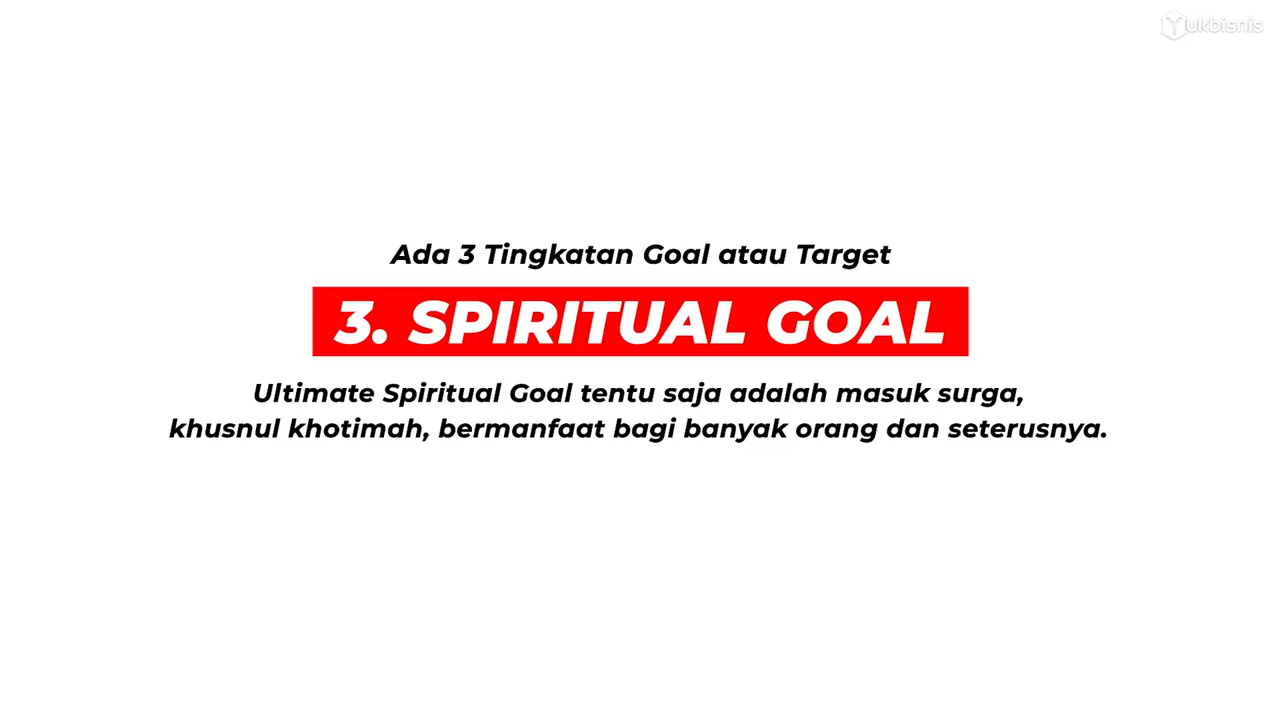 Yukbisnis
Ada 3 Tingkatan Goal atau Target
3. SPIRITUAL GOAL
Ultimate Spiritual Goal tentu saja adalah masuk surga,
khusnul khotimah, bermanfaat bagi banyak orang dan seterusnya.